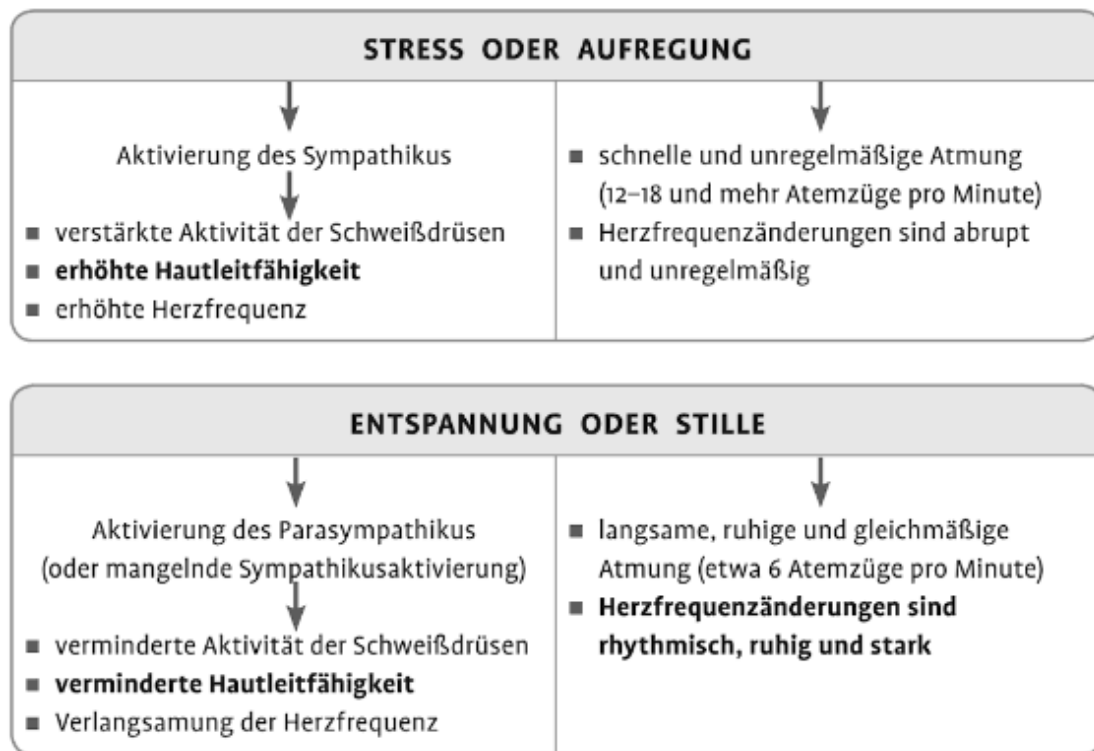 STRESS ODER AUFREGUNG
Aktivierung des Sympathikus
■ verstärkte Aktivität der Schweißdrüsen
■ erhöhte Hautleitfähigkeit
■ erhöhte Herzfrequenz
■ schnelle und unregelmäßige Atmung
(12–18 und mehr Atemzüge pro Minute)
■ Herzfrequenzänderungen sind abrupt
und unregelmäßig
ENTSPANNUNG ODER STILLE
Aktivierung des Parasympathikus
(oder mangelnde Sympathikusaktivierung)
■ verminderte Aktivität der Schweißdrüsen
■ verminderte Hautleitfähigkeit
■ Verlangsamung der Herzfrequenz
■ langsame, ruhige und gleichmäßige
Atmung (etwa 6 Atemzüge pro Minute)
■ Herzfrequenzänderungen sind
rhythmisch, ruhig und stark